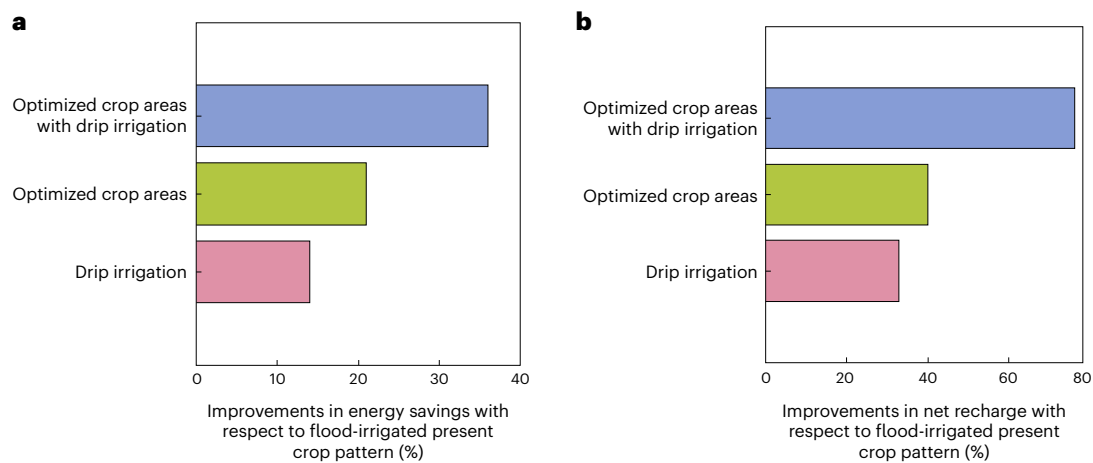 a
Optimized crop areas
with drip irrigation
Optimized crop areas
Drip irrigation
0 10 20 30 40
Improvements in energy savings with
respect to flood-irrigated present
crop pattern (%)
b
Optimized crop areas
with drip irrigation
Optimized crop areas
Drip irrigation
0 20 40 60 80
Improvements in net recharge with
respect to flood-irrigated present
crop pattern (%)